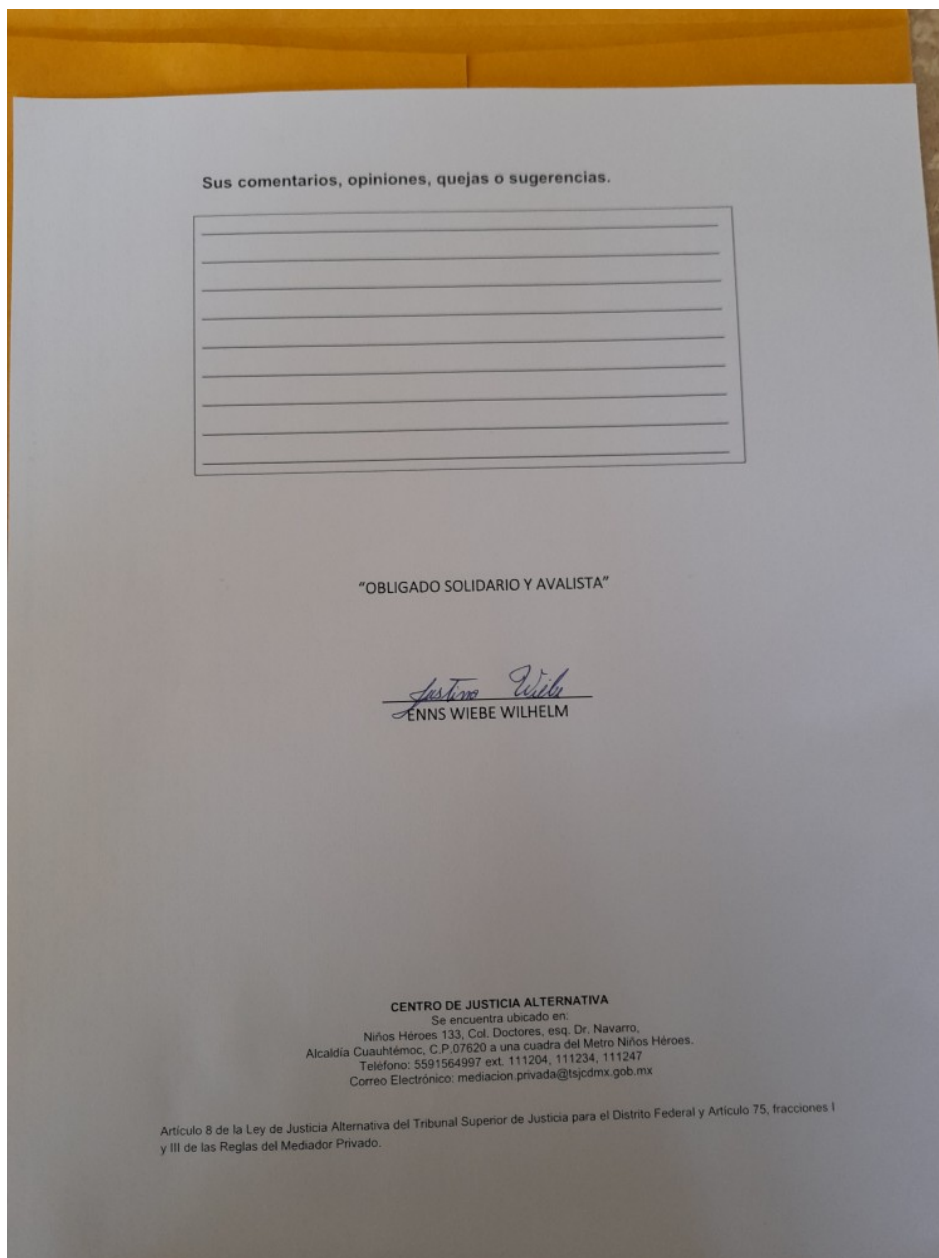 Sus comentarios, opiniones, quejas o sugerencias.
"OBLIGADO SOLIDARIO Y AVALISTA"
Justina Wiebe
ENNS WIEBE WILHELM
CENTRO DE JUSTICIA ALTERNATIVA
Se encuentra ubicado en:
Niños Héroes 133, Col. Doctores, esq. Dr. Navarro,
Alcaldía Cuauhtémoc, C.P,07620 a una cuadra del Metro Niños Héroes.
Teléfono: 5591564997 ext. 111204, 111234, 111247
Correo Electrónico: mediacion.privada@tsjcdmx.gob.mx
Artículo 8 de la Ley de Justicia Alternativa del Tribunal Superior de Justicia para el Distrito Federal y Artículo 75, fracciones I
y III de las Reglas del Mediador Privado.